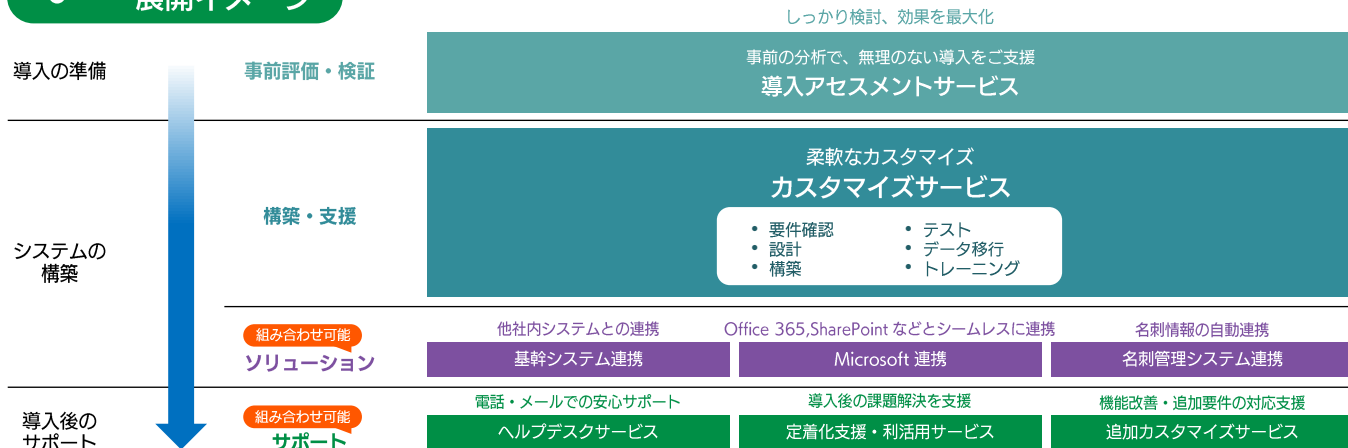 展開イメージ
しっかり検討、効果を最大化
導入の準備
事前評価・検証
事前の分析で、無理のない導入をご支援
導入アセスメントサービス
システムの
構築
構築・支援
柔軟なカスタマイズ
カスタマイズサービス
• 要件確認
• 設計
• 構築
• テスト
• データ移行
• トレーニング
組み合わせ可能
ソリューション
他社内システムとの連携
基幹システム連携
Office 365,SharePoint などとシームレスに連携
Microsoft 連携
名刺情報の自動連携
名刺管理システム連携
導入後の
サポート
組み合わせ可能
サポート
電話・メールでの安心サポート
ヘルプデスクサービス
導入後の課題解決を支援
定着化支援・利活用サービス
機能改善・追加要件の対応支援
追加カスタマイズサービス